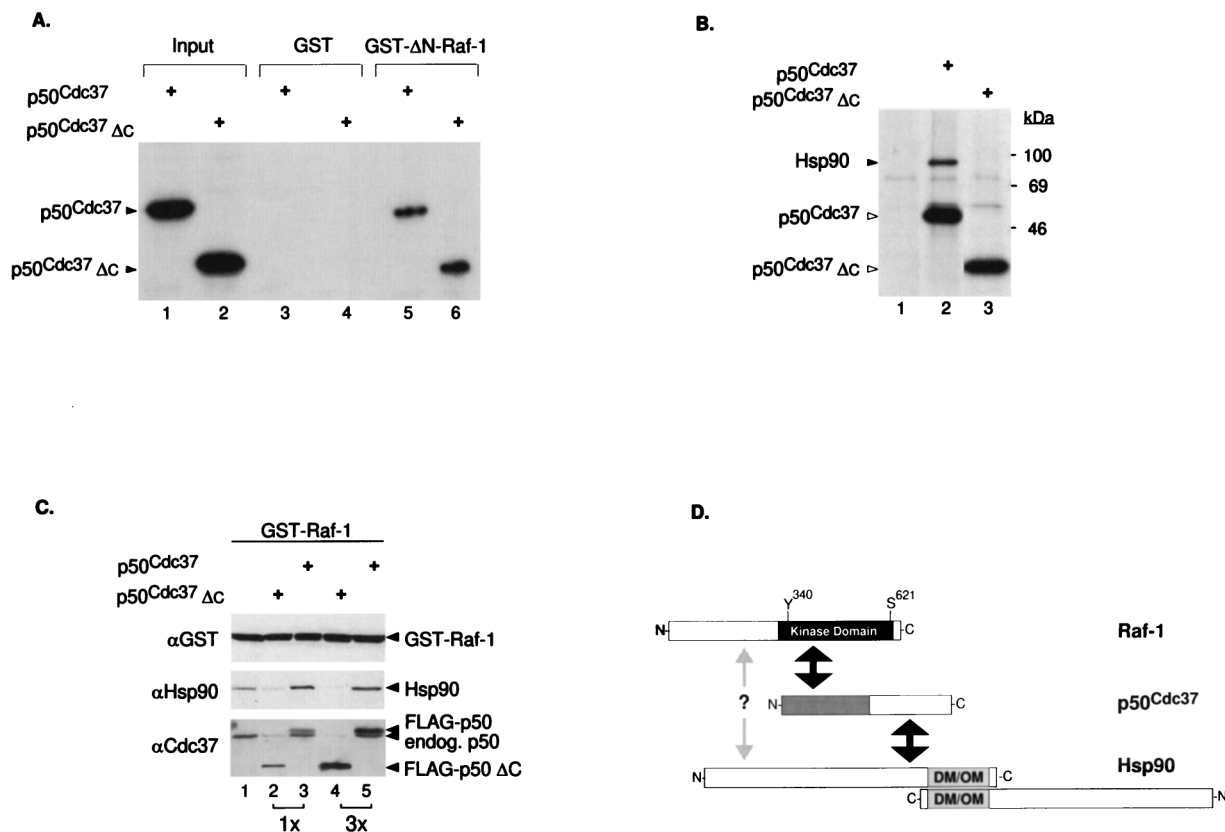 A.
Input GST GST-ΔN-Raf-1
p50Cdc37 + + +
p50Cdc37 ΔC + + +
p50Cdc37
p50Cdc37 ΔC
1 2 3 4 5 6
B.
p50Cdc37 +
p50Cdc37 ΔC +
kDa
Hsp90
100
69
p50Cdc37
46
p50Cdc37 ΔC
1 2 3
C.
GST-Raf-1
p50Cdc37 + +
p50Cdc37 ΔC + +
αGST GST-Raf-1
αHsp90 Hsp90
αCdc37 FLAG-p50
endog. p50
FLAG-p50 ΔC
1 2 3 4 5
1x 3x
D.
Y340 S621
N- Kinase Domain -C Raf-1
? N- -C p50Cdc37
N- DM/OM -C Hsp90
C- DM/OM -N